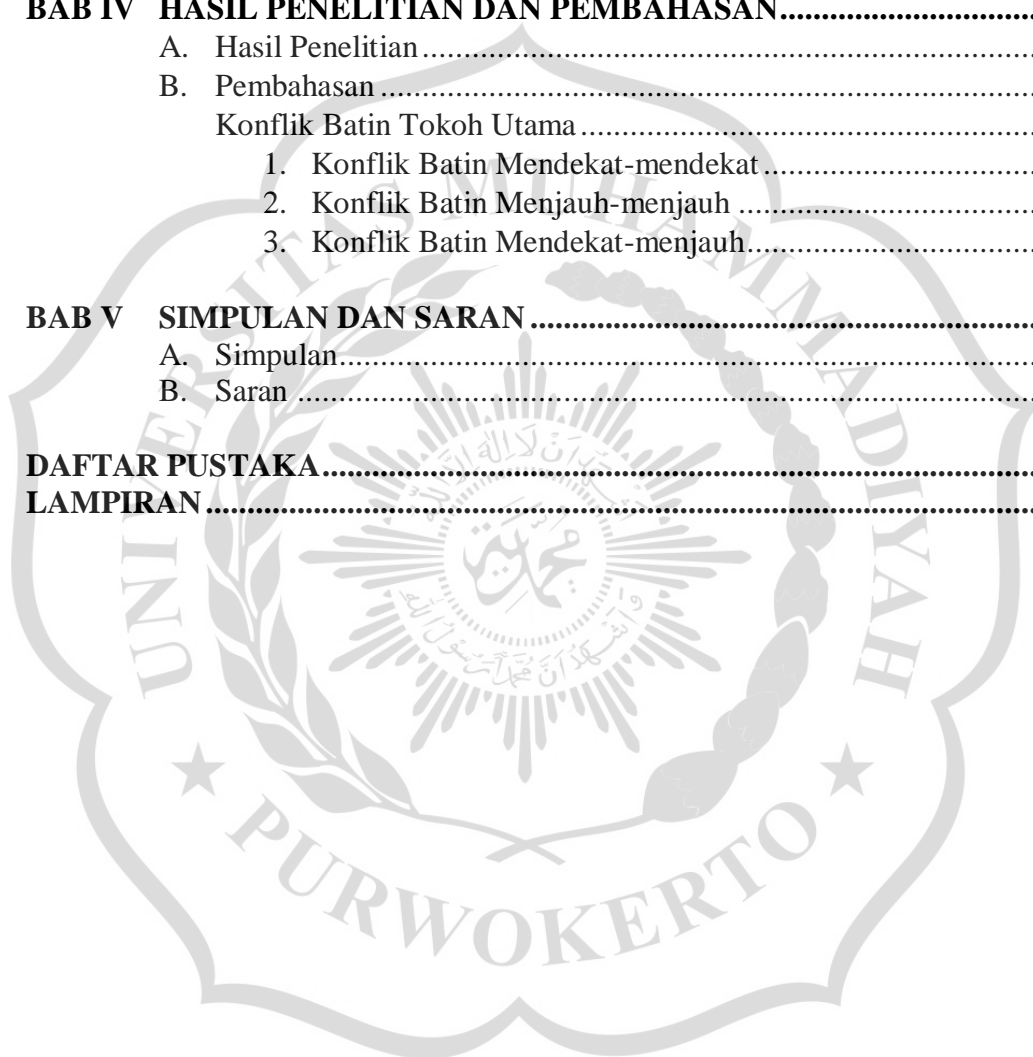 BAB IV HASIL PENELITIAN DAN PEMBAHASAN
A. Hasil Penelitian
B. Pembahasan
Konflik Batin Tokoh Utama
1. Konflik Batin Mendekat-mendekat
2. Konflik Batin Menjauh-menjauh
3. Konflik Batin Mendekat-menjauh
BAB V SIMPULAN DAN SARAN
A. Simpulan
B. Saran
DAFTAR PUSTAKA
LAMPIRAN
UNIVERSITAS MUHAMMADIYAH
PURWOKERTO